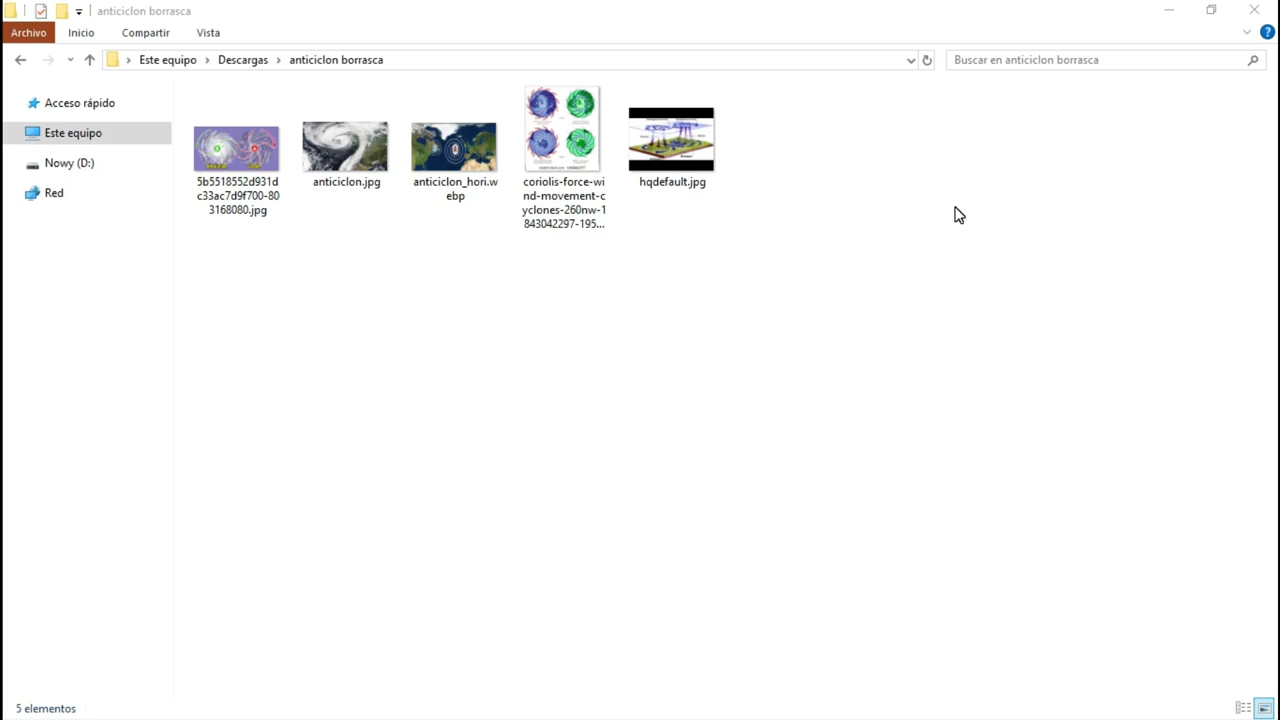 anticiclon borrasca
Archivo
Inicio
Compartir
Vista
Este equipo
Descargas
anticiclon borrasca
Buscar en anticiclon borrasca
Acceso rápido
Este equipo
Nowy (D:)
Red
5b5518552d931d
c33ac7d9f700-80
3168080.jpg
anticiclon.jpg
anticiclon_hori.w
ebp
coriolis-force-wi
nd-movement-c
yclones-260nw-1
843042297-195...
hqdefault.jpg
5 elementos